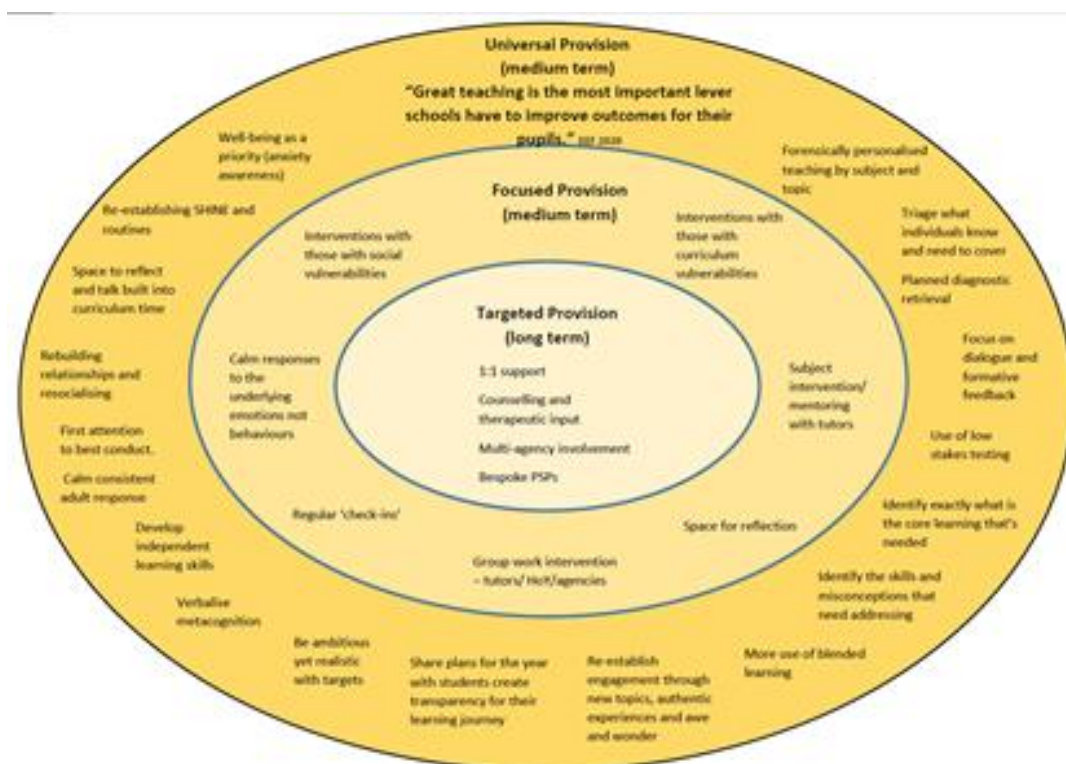 Universal Provision
(medium term)
“Great teaching is the most important lever
schools have to improve outcomes for their
pupils.”
Well-being as a
priority (anxiety
awareness)
Re-establishing SHINE and
routines
Space to reflect
and talk built into
curriculum time
Rebuilding
relationships and
resocialising
First attention
to best conduct.
Calm consistent
adult response
Develop
independent
learning skills
Verbalise
metacognition
Be ambitious
yet realistic
with targets
Share plans for the year
with students create
transparency for their
learning journey
Re-establish
engagement through
new topics, authentic
experiences and awe
and wonder
More use of blended
learning
Identify the skills and
misconceptions that
need addressing
Identify exactly what is
the core learning that's
needed
Use of low
stakes testing
Focus on
dialogue and
formative
feedback
Planned diagnostic
retrieval
Triage what
individuals know
and need to cover
Forensically personalised
teaching by subject and
topic
Focused Provision
(medium term)
Interventions with
those with social
vulnerabilities
Interventions with
those with
curriculum
vulnerabilities
Calm responses
to the
underlying
emotions not
behaviours
Subject
intervention/
mentoring
with tutors
Regular 'check-ins'
Space for reflection
Group work intervention
– tutors/ /agencies
Targeted Provision
(long term)
1:1 support
Counselling and
therapeutic input
Multi-agency involvement
Bespoke PSPs